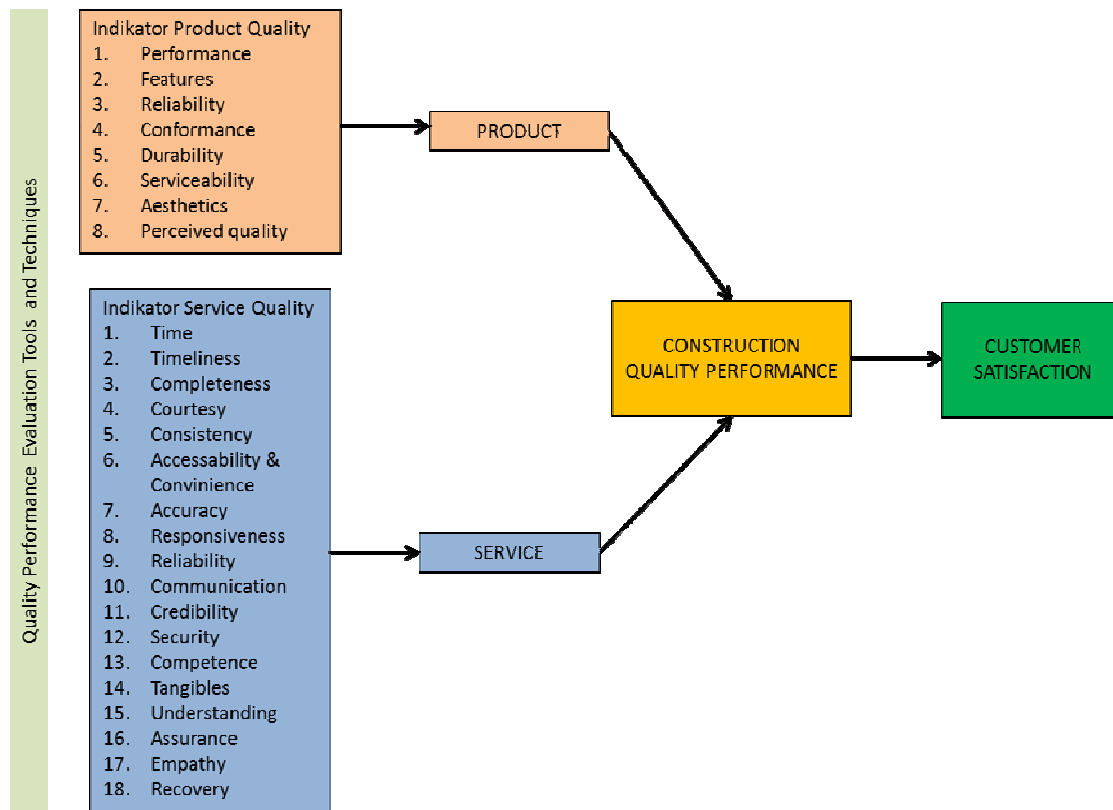 Quality Performance Evaluation Tools and Techniques
Indikator Product Quality
1. Performance
2. Features
3. Reliability
4. Conformance
5. Durability
6. Serviceability
7. Aesthetics
8. Perceived quality
PRODUCT
Indikator Service Quality
1. Time
2. Timeliness
3. Completeness
4. Courtesy
5. Consistency
6. Accessability &
Convinience
7. Accuracy
8. Responsiveness
9. Reliability
10. Communication
11. Credibility
12. Security
13. Competence
14. Tangibles
15. Understanding
16. Assurance
17. Empathy
18. Recovery
SERVICE
CONSTRUCTION
QUALITY PERFORMANCE
CUSTOMER
SATISFACTION